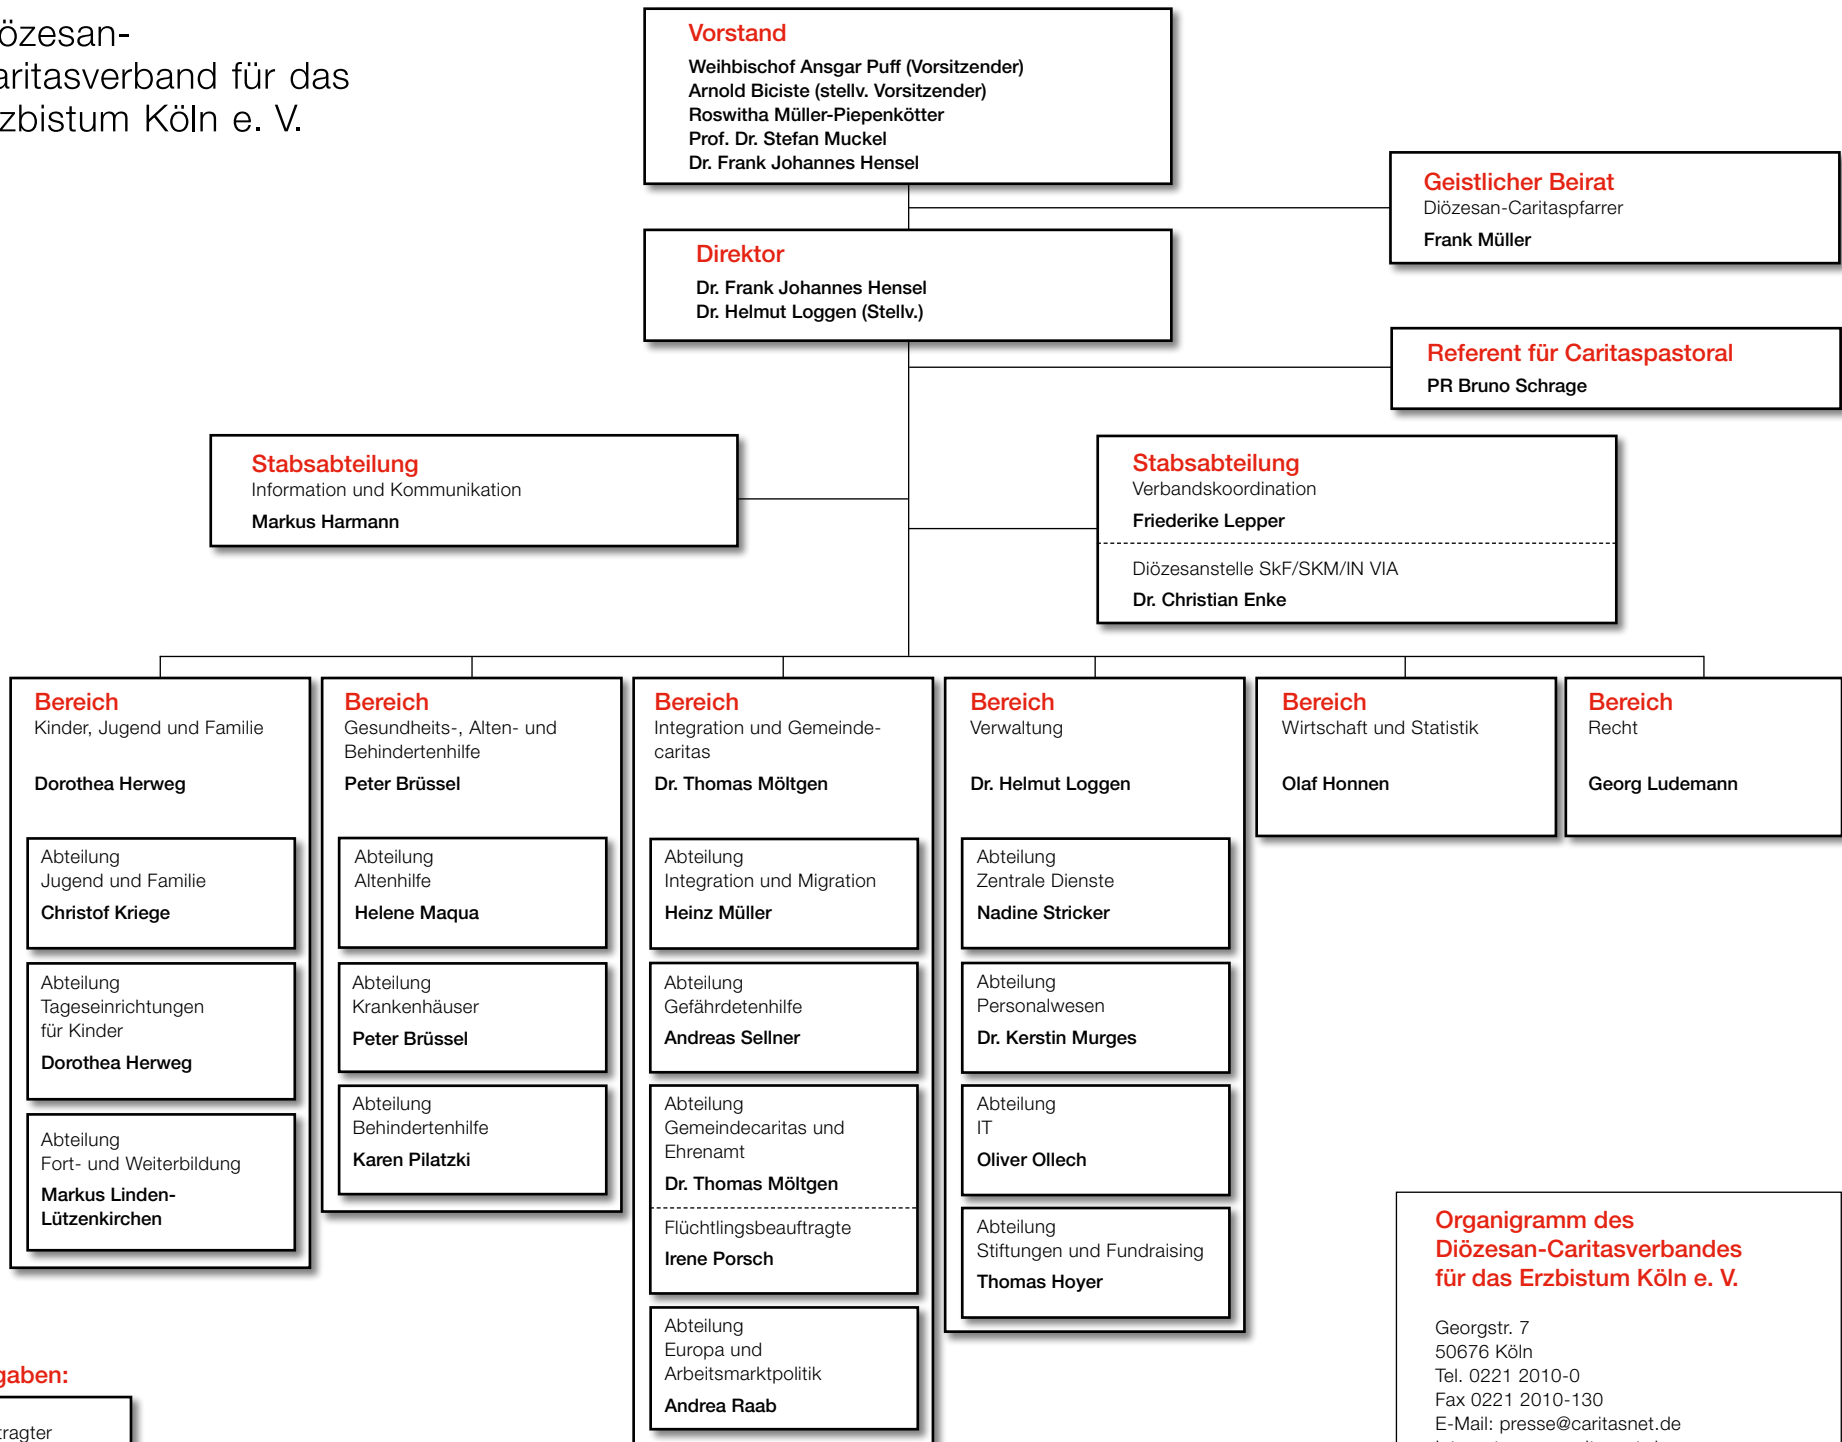 özesan-
aritasverband für das
zbistum Köln e. V.
Vorstand
Weihbischof Ansgar Puff (Vorsitzender)
Arnold Biciste (stellv. Vorsitzender)
Roswitha Müller-Piepenkötter
Prof. Dr. Stefan Muckel
Dr. Frank Johannes Hensel
Geistlicher Beirat
Diözesan-Caritaspfarrer
Frank Müller
Direktor
Dr. Frank Johannes Hensel
Dr. Helmut Loggen (Stellv.)
Referent für Caritaspastoral
PR Bruno Schrage
Stabsabteilung
Information und Kommunikation
Markus Harmann
Stabsabteilung
Verbandskoordination
Friederike Lepper
Diözesanstelle SkF/SKM/IN VIA
Dr. Christian Enke
Bereich
Kinder, Jugend und Familie
Dorothea Herweg
Abteilung
Jugend und Familie
Christof Kriege
Abteilung
Tageseinrichtungen
für Kinder
Dorothea Herweg
Abteilung
Fort- und Weiterbildung
Markus Linden-
Lützenkirchen
Bereich
Gesundheits-, Alten- und
Behindertenhilfe
Peter Brüssel
Abteilung
Altenhilfe
Helene Maqua
Abteilung
Krankenhäuser
Peter Brüssel
Abteilung
Behindertenhilfe
Karen Pilatzki
Bereich
Integration und Gemeinde-
caritas
Dr. Thomas Möltgen
Abteilung
Integration und Migration
Heinz Müller
Abteilung
Gefährdetenhilfe
Andreas Sellner
Abteilung
Gemeindecaritas und
Ehrenamt
Dr. Thomas Möltgen
Flüchtlingsbeauftragte
Irene Porsch
Abteilung
Europa und
Arbeitsmarktpolitik
Andrea Raab
Bereich
Verwaltung
Dr. Helmut Loggen
Abteilung
Zentrale Dienste
Nadine Stricker
Abteilung
Personalwesen
Dr. Kerstin Murges
Abteilung
IT
Oliver Ollech
Abteilung
Stiftungen und Fundraising
Thomas Hoyer
Bereich
Wirtschaft und Statistik
Olaf Honnen
Bereich
Recht
Georg Ludemann
gaben:
ragter
Organigramm des
Diözesan-Caritasverbandes
für das Erzbistum Köln e. V.
Georgstr. 7
50676 Köln
Tel. 0221 2010-0
Fax 0221 2010-130
E-Mail: presse@caritasnet.de